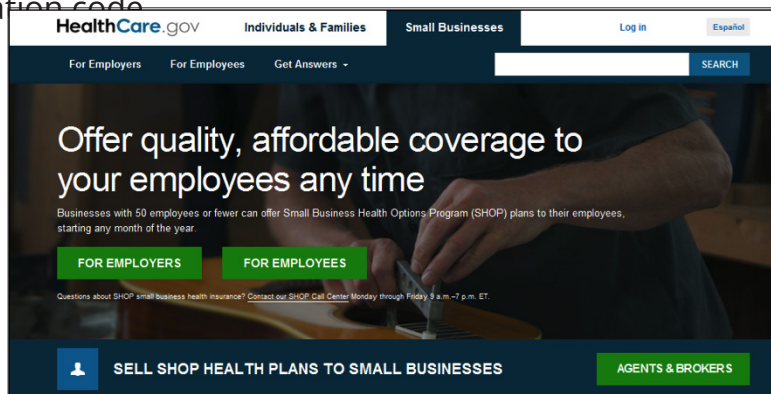 ation code
HealthCare.gov Individuals & Families Small Businesses Log in Español
For Employers For Employees Get Answers SEARCH
Offer quality, affordable coverage to
your employees any time
Businesses with 50 employees or fewer can offer Small Business Health Options Program (SHOP) plans to their employees,
starting any month of the year.
FOR EMPLOYERS FOR EMPLOYEES
Questions about SHOP small business health insurance? Contact our SHOP Call Center Monday through Friday 9 a.m.–7 p.m. ET.
SELL SHOP HEALTH PLANS TO SMALL BUSINESSES AGENTS & BROKERS